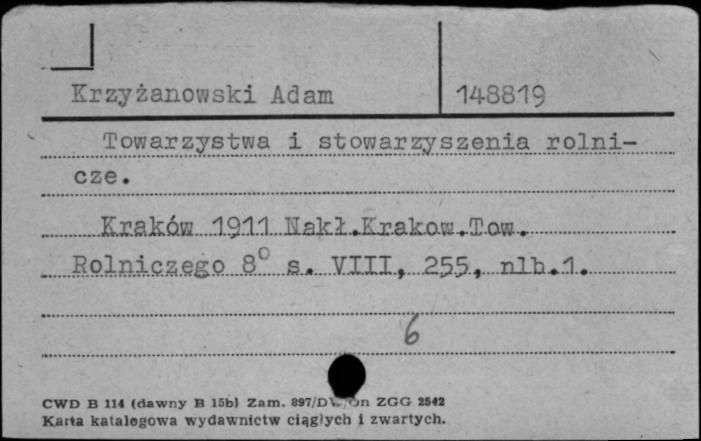 Krzyżanowski Adam 148819
Towarzystwa i stowarzyszenia rolni-
cze.
Kraków 1911 Nakł.Krakow.Tow.
Rolniczego 8° s. VIII, 255, nlb.1.
6
CWD B 114 (dawny B 15b) Zam. 897/D n ZGG 2542
Karta katalogowa wydawnictw ciągłych i zwartych.